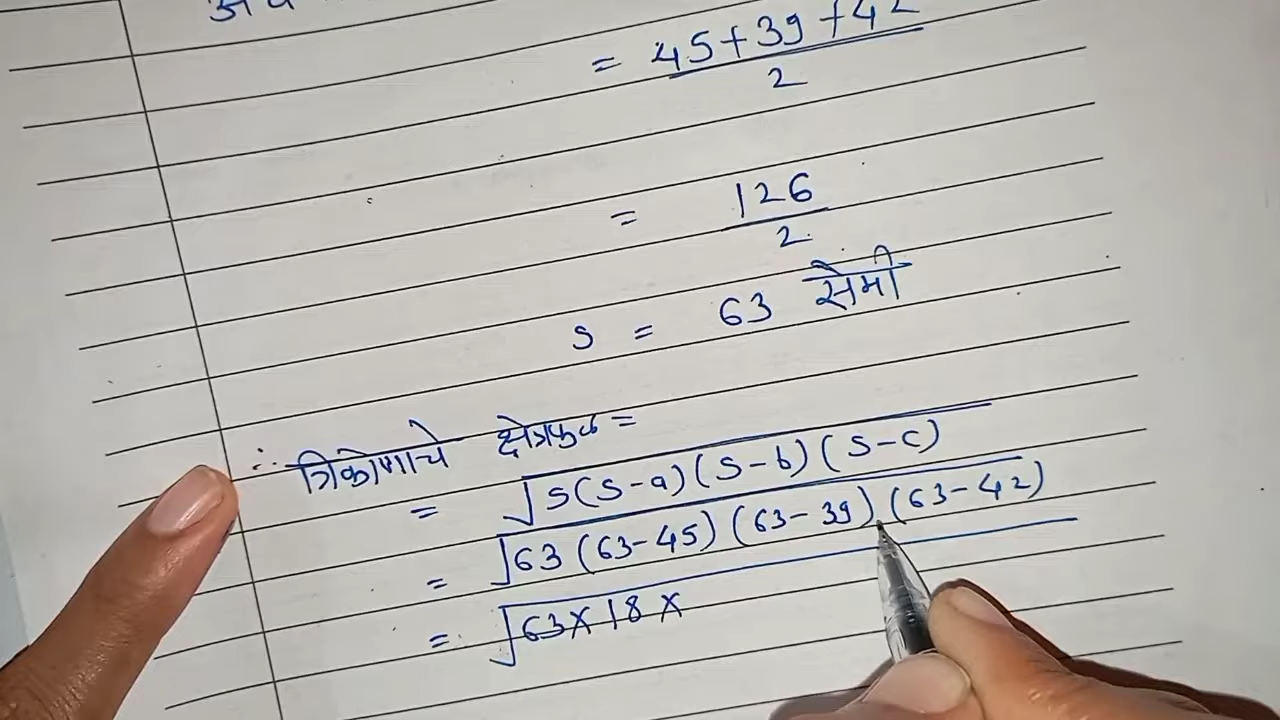 = 45+39+42
2
= 126
2
S = 63 सेमी
∴ त्रिकोणाचे क्षेत्रफळ =
= √S(S-a)(S-b)(S-c)
= √63(63-45)(63-39)(63-42)
= √63×18×